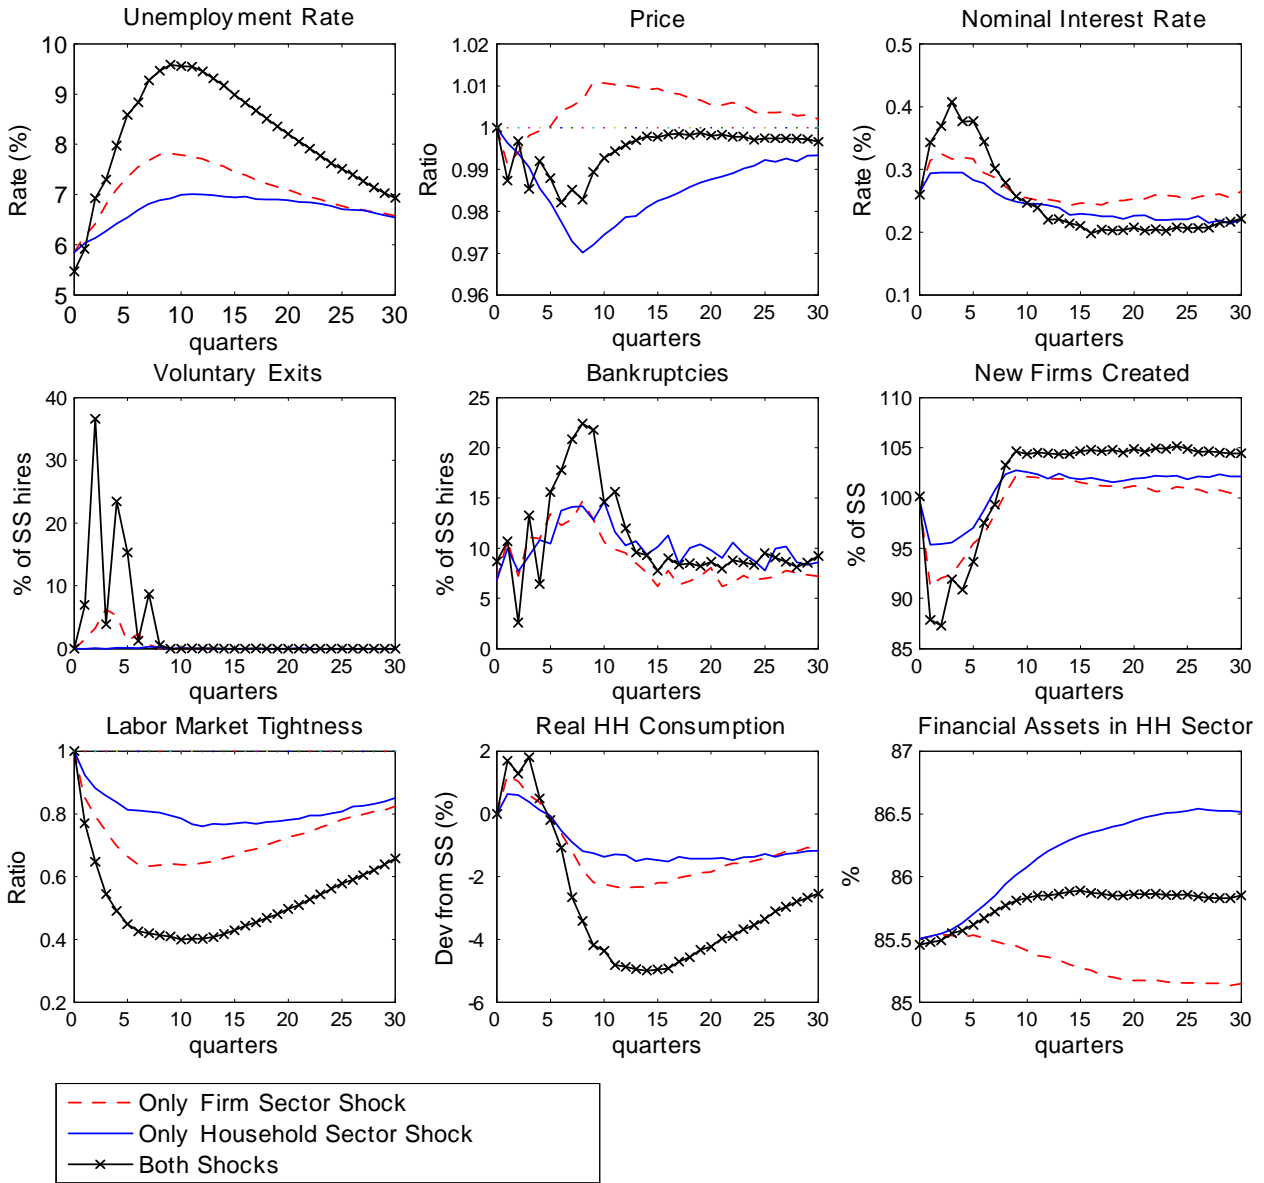 Unemployment Rate
Price
Nominal Interest Rate
10
9
8
7
6
5
Rate (%)
0 5 10 15 20 25 30
quarters
1.02
1.01
1
0.99
0.98
0.97
0.96
Ratio
0 5 10 15 20 25 30
quarters
0.5
0.4
0.3
0.2
0.1
Rate (%)
0 5 10 15 20 25 30
quarters
Voluntary Exits
Bankruptcies
New Firms Created
40
30
20
10
0
% of SS hires
0 5 10 15 20 25 30
quarters
25
20
15
10
5
0
% of SS hires
0 5 10 15 20 25 30
quarters
110
105
100
95
90
85
% of SS
0 5 10 15 20 25 30
quarters
Labor Market Tightness
Real HH Consumption
Financial Assets in HH Sector
1
0.8
0.6
0.4
0.2
Ratio
0 5 10 15 20 25 30
quarters
2
0
-2
-4
-6
Dev from SS (%)
0 5 10 15 20 25 30
quarters
87
86.5
86
85.5
85
%
0 5 10 15 20 25 30
quarters
Only Firm Sector Shock
Only Household Sector Shock
Both Shocks